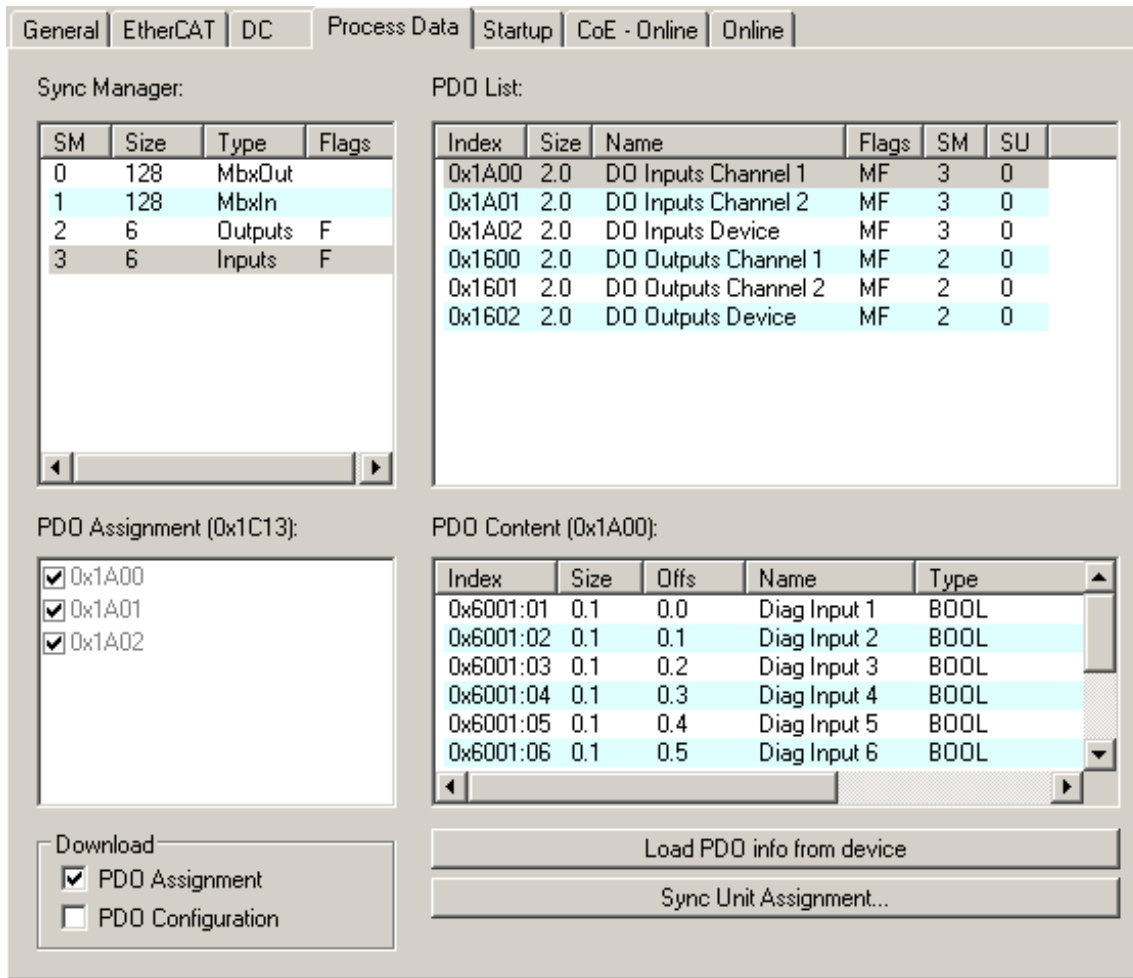 General EtherCAT DC Process Data Startup CoE - Online Online
Sync Manager:
SM Size Type Flags
0 128 MbxOut
1 128 MbxIn
2 6 Outputs F
3 6 Inputs F
PDO List:
Index Size Name Flags SM SU
0x1A00 2.0 DO Inputs Channel 1 MF 3 0
0x1A01 2.0 DO Inputs Channel 2 MF 3 0
0x1A02 2.0 DO Inputs Device MF 3 0
0x1600 2.0 DO Outputs Channel 1 MF 2 0
0x1601 2.0 DO Outputs Channel 2 MF 2 0
0x1602 2.0 DO Outputs Device MF 2 0
PDO Assignment (0x1C13):
0x1A00
0x1A01
0x1A02
PDO Content (0x1A00):
Index Size Offs Name Type
0x6001:01 0.1 0.0 Diag Input 1 BOOL
0x6001:02 0.1 0.1 Diag Input 2 BOOL
0x6001:03 0.1 0.2 Diag Input 3 BOOL
0x6001:04 0.1 0.3 Diag Input 4 BOOL
0x6001:05 0.1 0.4 Diag Input 5 BOOL
0x6001:06 0.1 0.5 Diag Input 6 BOOL
Download
PDO Assignment
PDO Configuration
Load PDO info from device
Sync Unit Assignment...